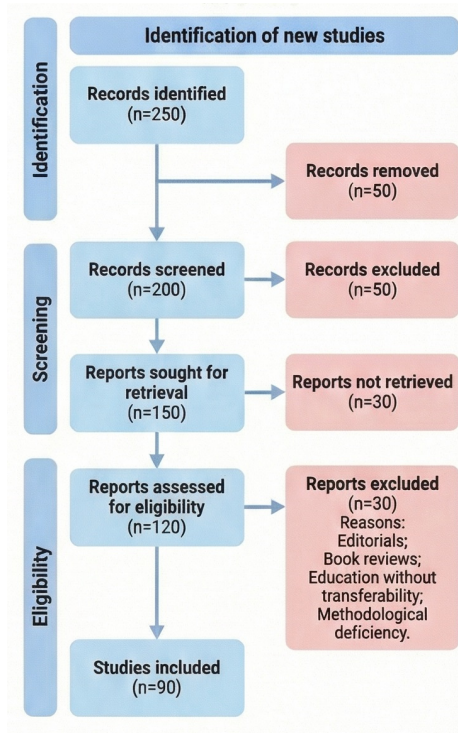 Identification of new studies
Identification
Records identified
(n=250)
Records removed
(n=50)
Screening
Records screened
(n=200)
Records excluded
(n=50)
Reports sought for
retrieval
(n=150)
Reports not retrieved
(n=30)
Eligibility
Reports assessed
for eligibility
(n=120)
Reports excluded
(n=30)
Reasons:
Editorials;
Book reviews;
Education without
transferability;
Methodological
deficiency.
Studies included
(n=90)